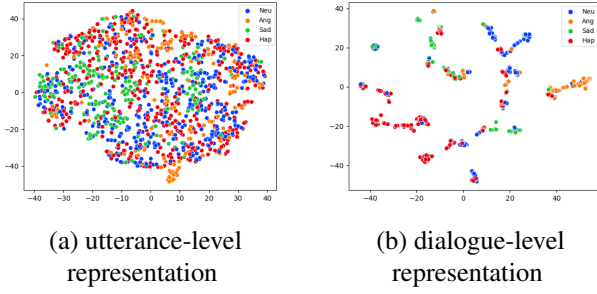 Neu
Ang
Sad
Hap
40
20
0
−20
−40
−40 −30 −20 −10 0 10 20 30 40
(a) utterance-level
representation
Neu
Ang
Sad
Hap
40
20
0
−20
−40
−40 −20 0 20 40
(b) dialogue-level
representation